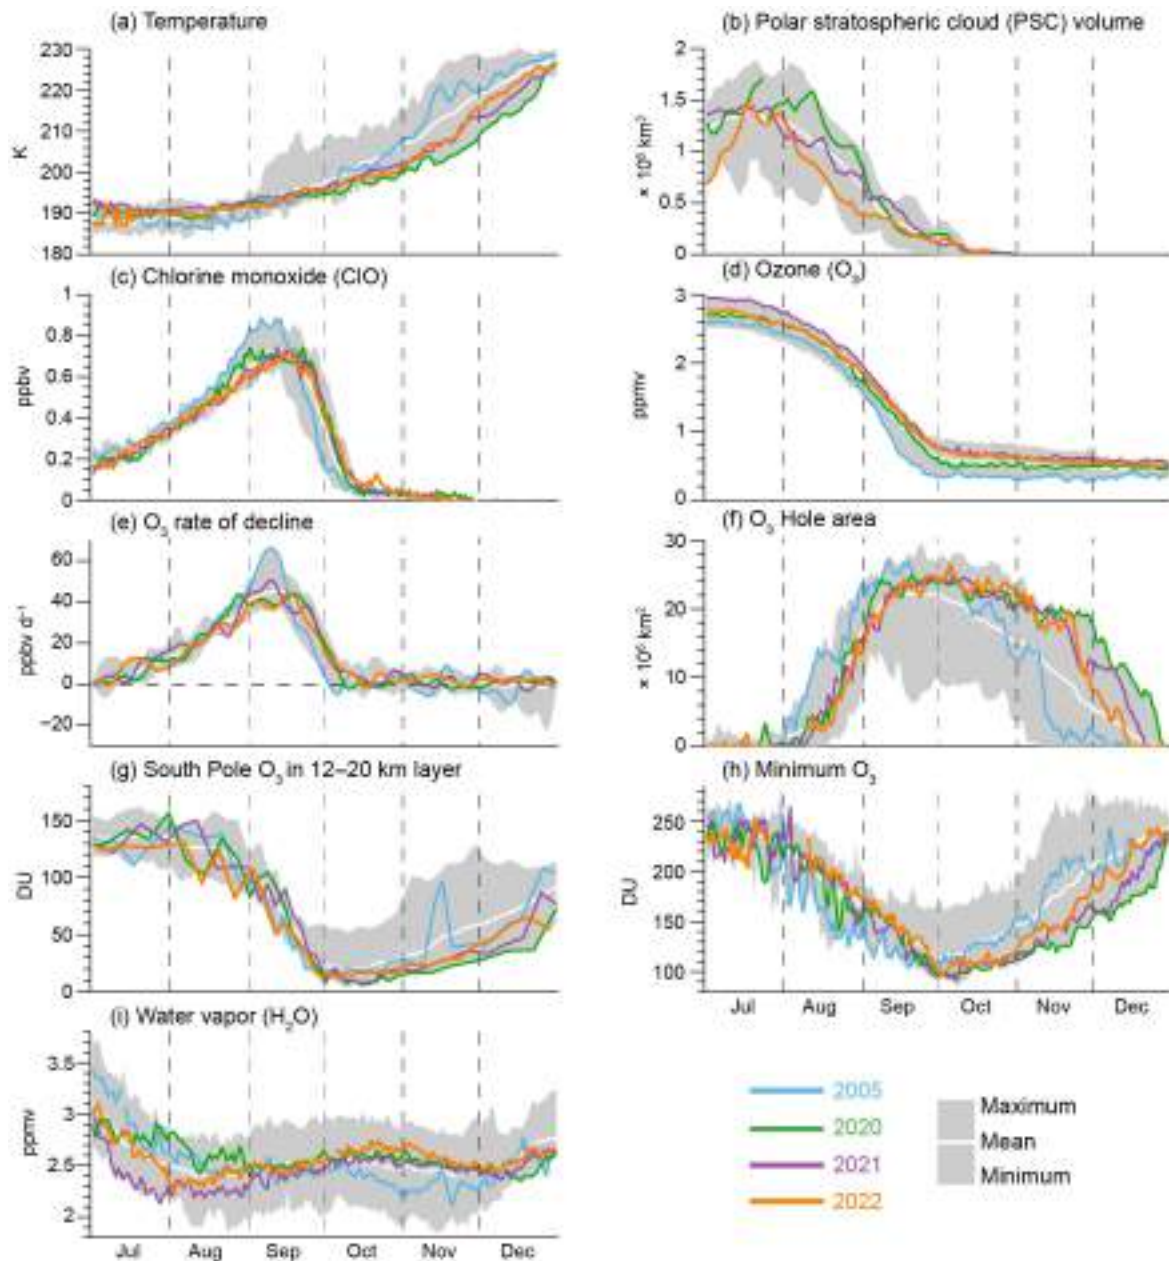 (a) Temperature
230
220
210
200
190
180
K
(b) Polar stratospheric cloud (PSC) volume
2
1.5
1
0.5
0
(c) Chlorine monoxide (ClO)
1
0.8
0.6
0.4
0.2
0
ppbv
(d) Ozone (O₃)
3
2
1
0
ppmv
(e) O₃ rate of decline
60
40
20
0
−20
ppbv d⁻¹
(f) O₃ Hole area
30
20
10
0
× 10⁶ km²
(g) South Pole O₃ in 12–20 km layer
150
100
50
0
DU
(h) Minimum O₃
250
200
150
100
DU
Jul Aug Sep Oct Nov Dec
(i) Water vapor (H₂O)
3.5
3
2.5
2
ppmv
Jul Aug Sep Oct Nov Dec
2005
2020
2021
2022
Maximum
Mean
Minimum